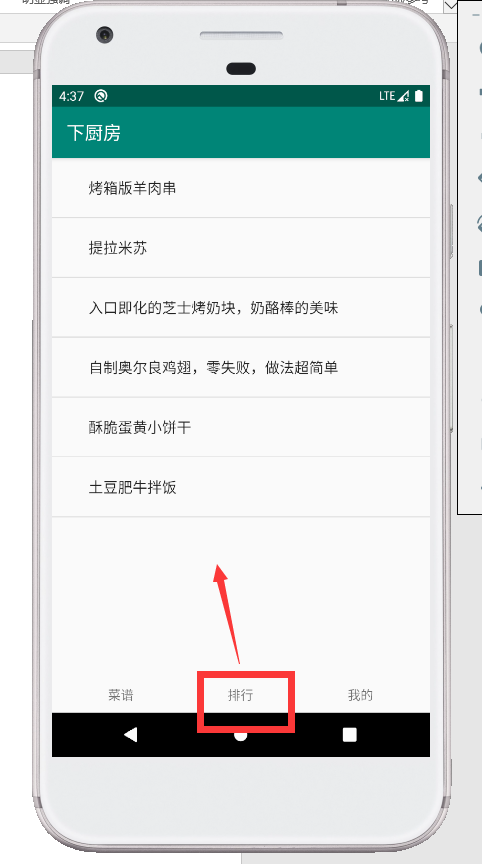 4:37
LTE
下厨房
烤箱版羊肉串
提拉米苏
入口即化的芝士烤奶块，奶酪棒的美味
自制奥尔良鸡翅，零失败，做法超简单
酥脆蛋黄小饼干
土豆肥牛拌饭
菜谱
排行
我的